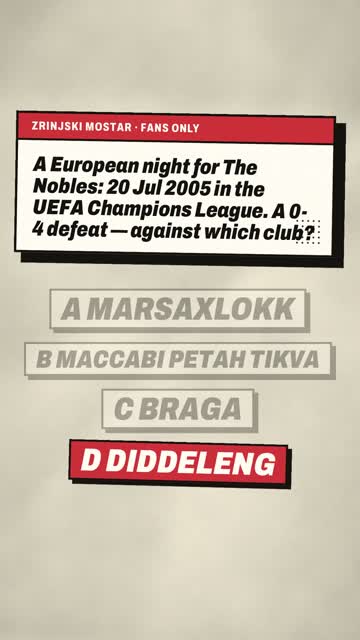 ZRINJSKI MOSTAR · FANS ONLY
A European night for The
Nobles: 20 Jul 2005 in the
UEFA Champions League. A 0-
4 defeat — against which club?
A MARSAXLOKK
B MACCABI PETAH TIKVA
C BRAGA
D DIDDELENG